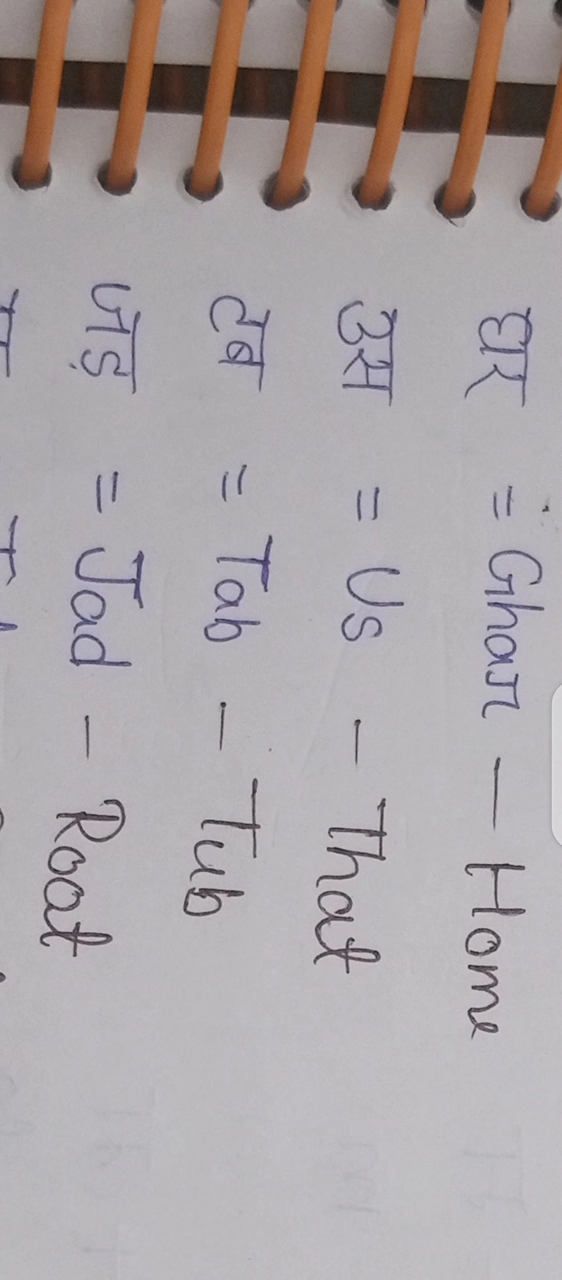 घर = Ghar — Home
उस = Us - That
टब = Tab - Tub
जड़ = Jad - Root